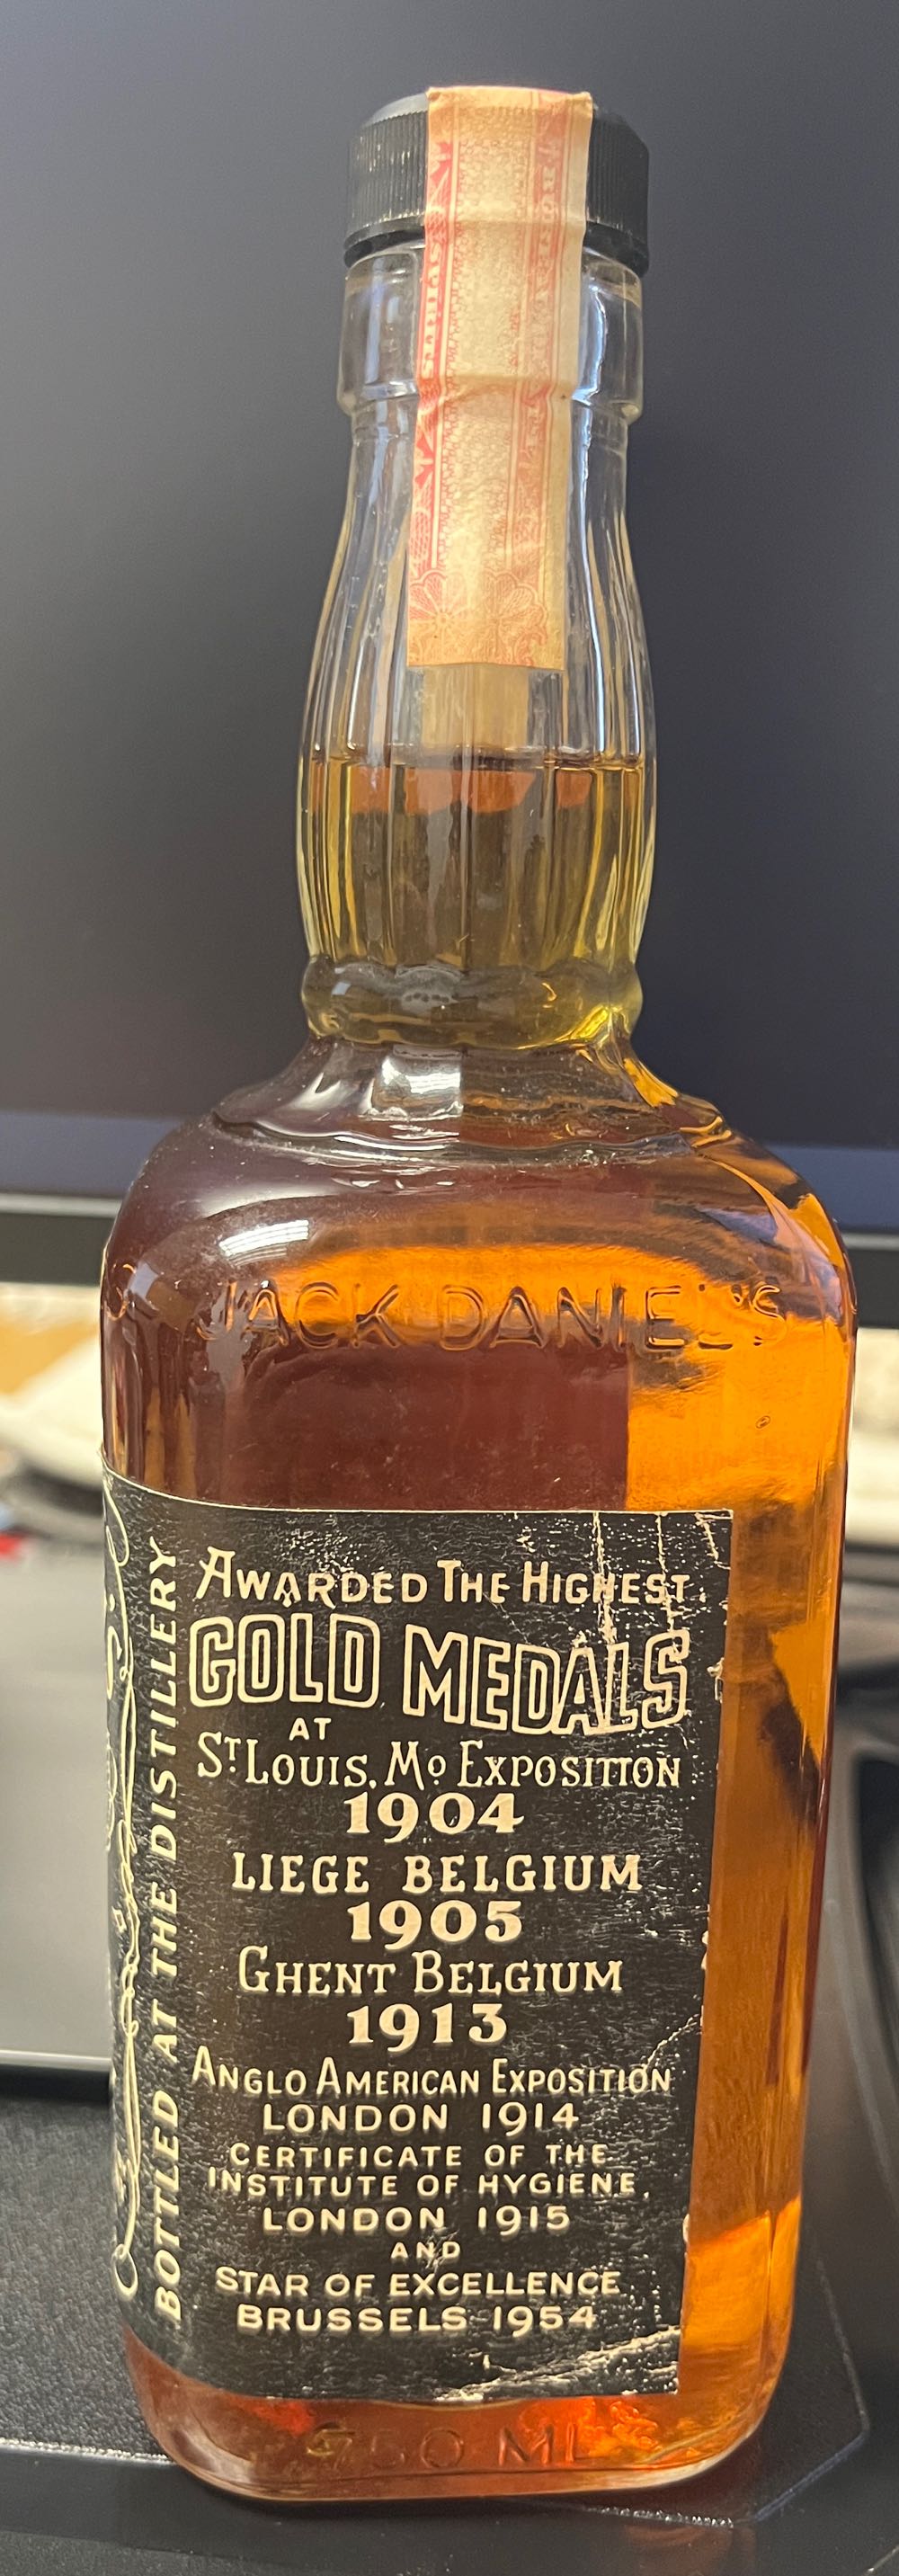 JACK DANIEL'S
BOTTLED AT THE DISTILLERY
AWARDED THE HIGHEST
GOLD MEDALS
AT
ST. LOUIS, MO EXPOSITION
1904
LIEGE BELGIUM
1905
GHENT BELGIUM
1913
ANGLO AMERICAN EXPOSITION
LONDON 1914
CERTIFICATE OF THE
INSTITUTE OF HYGIENE,
LONDON 1915
AND
STAR OF EXCELLENCE
BRUSSELS 1954
750 ML